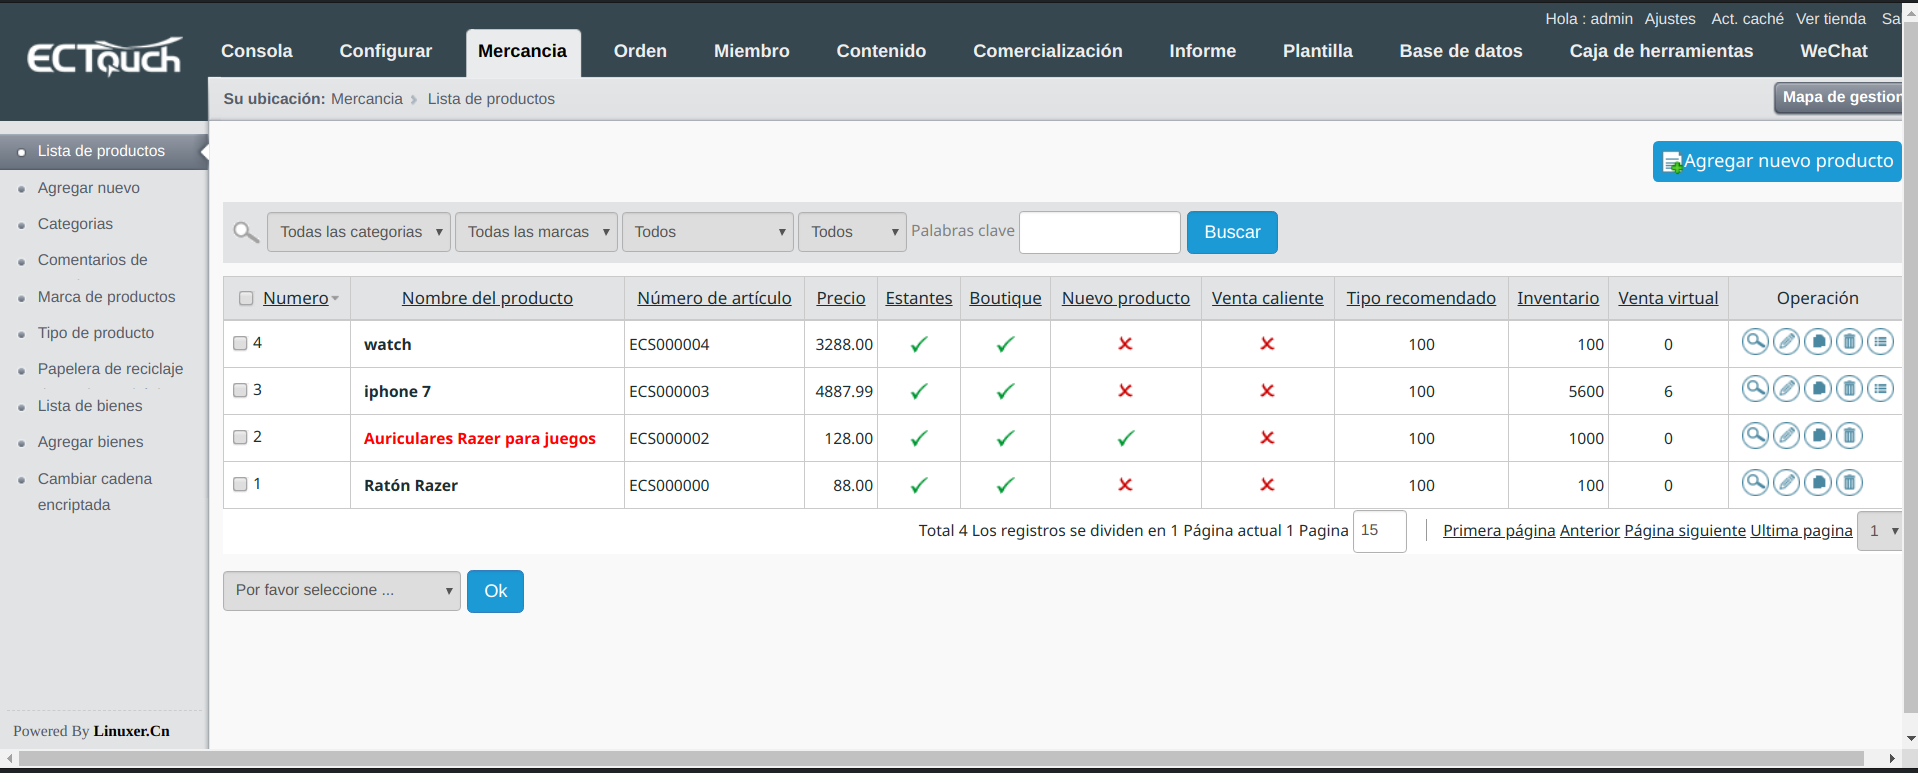 Hola : admin Ajustes Act. caché Ver tienda Sa
ECTouch
Consola Configurar Mercancia Orden Miembro Contenido Comercialización Informe Plantilla Base de datos Caja de herramientas WeChat
Su ubicación: Mercancia Lista de productos
Mapa de gestion
Lista de productos
Agregar nuevo
Categorias
Comentarios de
Marca de productos
Tipo de producto
Papelera de reciclaje
Lista de bienes
Agregar bienes
Cambiar cadena
encriptada
Powered By Linuxer.Cn
Agregar nuevo producto
Todas las categorias Todas las marcas Todos Todos Palabras clave Buscar
Numero Nombre del producto Número de artículo Precio Estantes Boutique Nuevo producto Venta caliente Tipo recomendado Inventario Venta virtual Operación
4 watch ECS000004 3288.00 100 100 0
3 iphone 7 ECS000003 4887.99 100 5600 6
2 Auriculares Razer para juegos ECS000002 128.00 100 1000 0
1 Ratón Razer ECS000000 88.00 100 100 0
Total 4 Los registros se dividen en 1 Página actual 1 Pagina 15 Primera página Anterior Página siguiente Ultima pagina 1
Por favor seleccione ... Ok